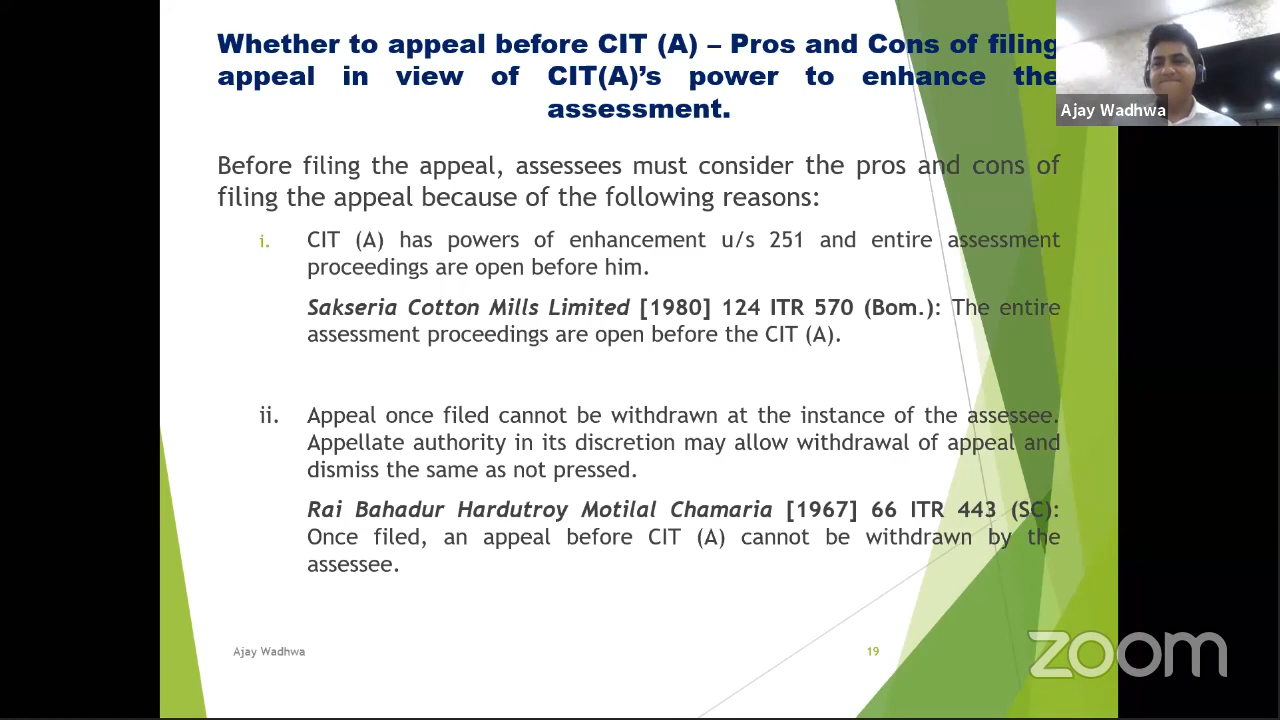 Whether to appeal before CIT (A) – Pros and Cons of filing
appeal in view of CIT(A)'s power to enhance the
assessment.
Ajay Wadhwa
Before filing the appeal, assessees must consider the pros and cons of
filing the appeal because of the following reasons:
i. CIT (A) has powers of enhancement u/s 251 and entire assessment
proceedings are open before him.
Sakseria Cotton Mills Limited [1980] 124 ITR 570 (Bom.): The entire
assessment proceedings are open before the CIT (A).
ii. Appeal once filed cannot be withdrawn at the instance of the assessee.
Appellate authority in its discretion may allow withdrawal of appeal and
dismiss the same as not pressed.
Rai Bahadur Hardutroy Motilal Chamaria [1967] 66 ITR 443 (SC):
Once filed, an appeal before CIT (A) cannot be withdrawn by the
assessee.
Ajay Wadhwa
19
zoom